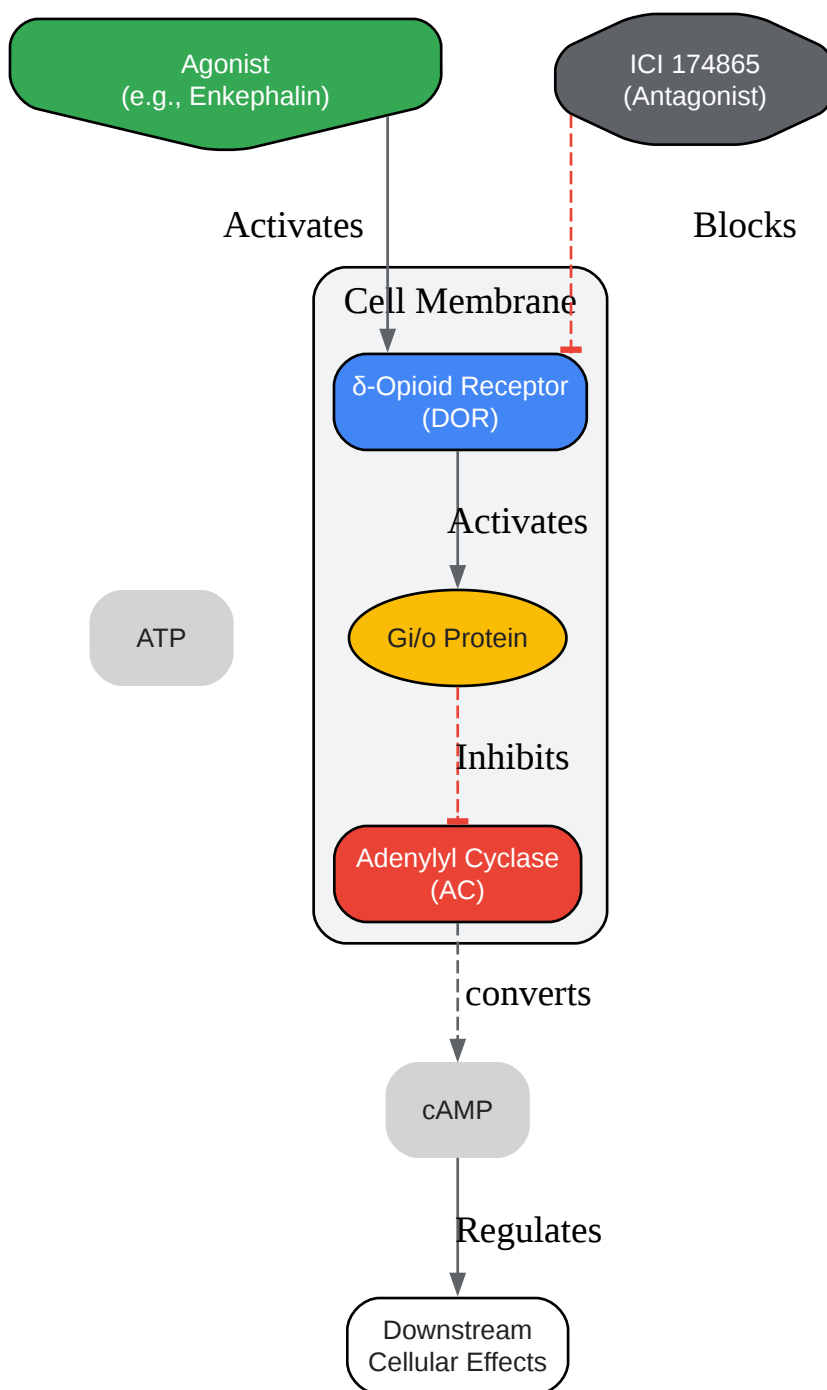 Agonist
(e.g., Enkephalin)
ICI 174865
(Antagonist)
Activates
Blocks
Cell Membrane
δ-Opioid Receptor
(DOR)
Activates
ATP
Gi/o Protein
Inhibits
Adenylyl Cyclase
(AC)
converts
cAMP
Regulates
Downstream
Cellular Effects